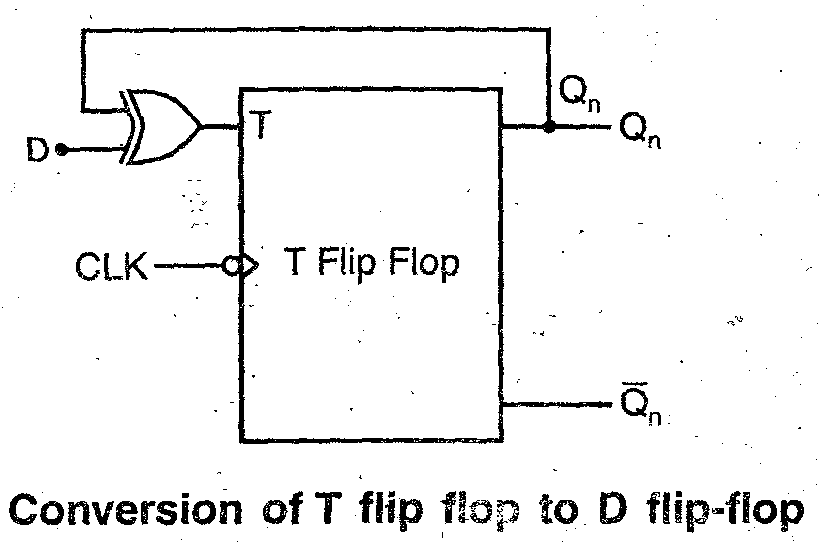 Qn
T
Qn
D
CLK
T Flip Flop
Q̅n
Conversion of T flip flop to D flip-flop